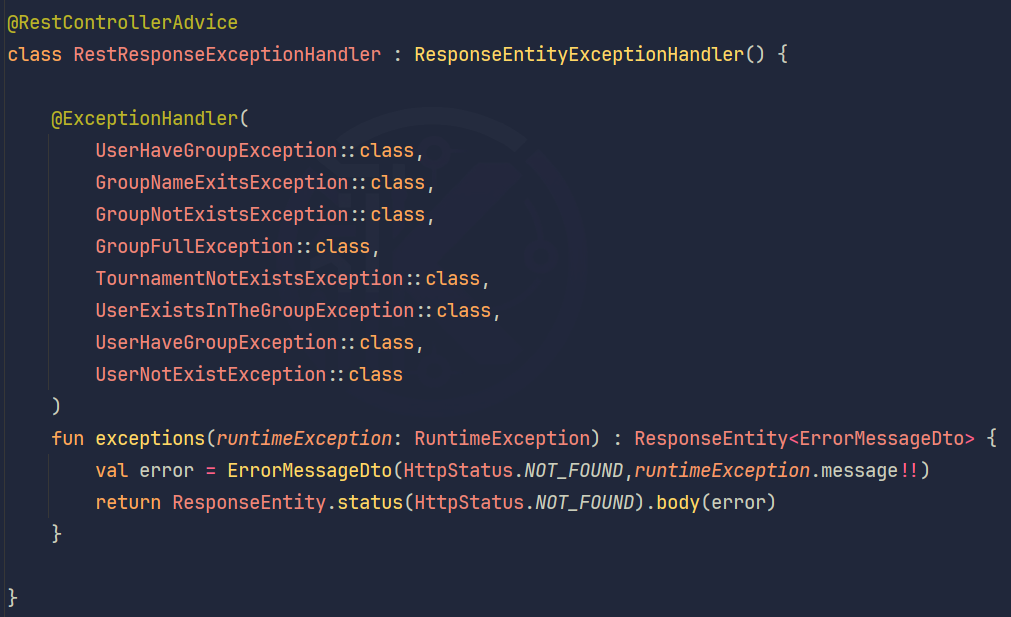 @RestControllerAdvice
class RestResponseExceptionHandler : ResponseEntityExceptionHandler() {
@ExceptionHandler(
UserHaveGroupException::class,
GroupNameExitsException::class,
GroupNotExistsException::class,
GroupFullException::class,
TournamentNotExistsException::class,
UserExistsInTheGroupException::class,
UserHaveGroupException::class,
UserNotExistException::class
)
fun exceptions(runtimeException: RuntimeException) : ResponseEntity<ErrorMessageDto> {
val error = ErrorMessageDto(HttpStatus.NOT_FOUND,runtimeException.message!!)
return ResponseEntity.status(HttpStatus.NOT_FOUND).body(error)
}
}